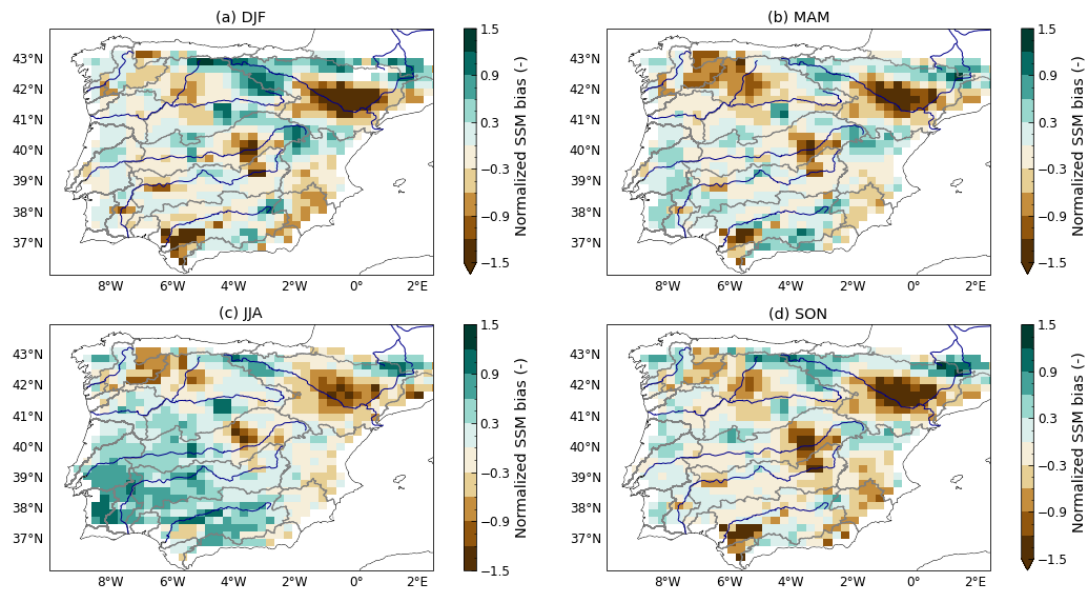 (a) DJF
43°N
42°N
41°N
40°N
39°N
38°N
37°N
8°W 6°W 4°W 2°W 0° 2°E
1.5
0.9
0.3
−0.3
−0.9
−1.5
Normalized SSM bias (-)
(b) MAM
43°N
42°N
41°N
40°N
39°N
38°N
37°N
8°W 6°W 4°W 2°W 0° 2°E
1.5
0.9
0.3
−0.3
−0.9
−1.5
Normalized SSM bias (-)
(c) JJA
43°N
42°N
41°N
40°N
39°N
38°N
37°N
8°W 6°W 4°W 2°W 0° 2°E
1.5
0.9
0.3
−0.3
−0.9
−1.5
Normalized SSM bias (-)
(d) SON
43°N
42°N
41°N
40°N
39°N
38°N
37°N
8°W 6°W 4°W 2°W 0° 2°E
1.5
0.9
0.3
−0.3
−0.9
−1.5
Normalized SSM bias (-)